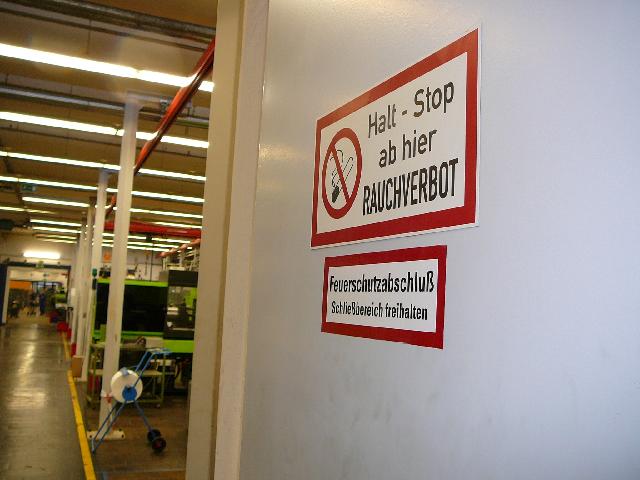 Halt - Stop
ab hier
RAUCHVERBOT
Feuerschutzabschluß
Schließbereich freihalten